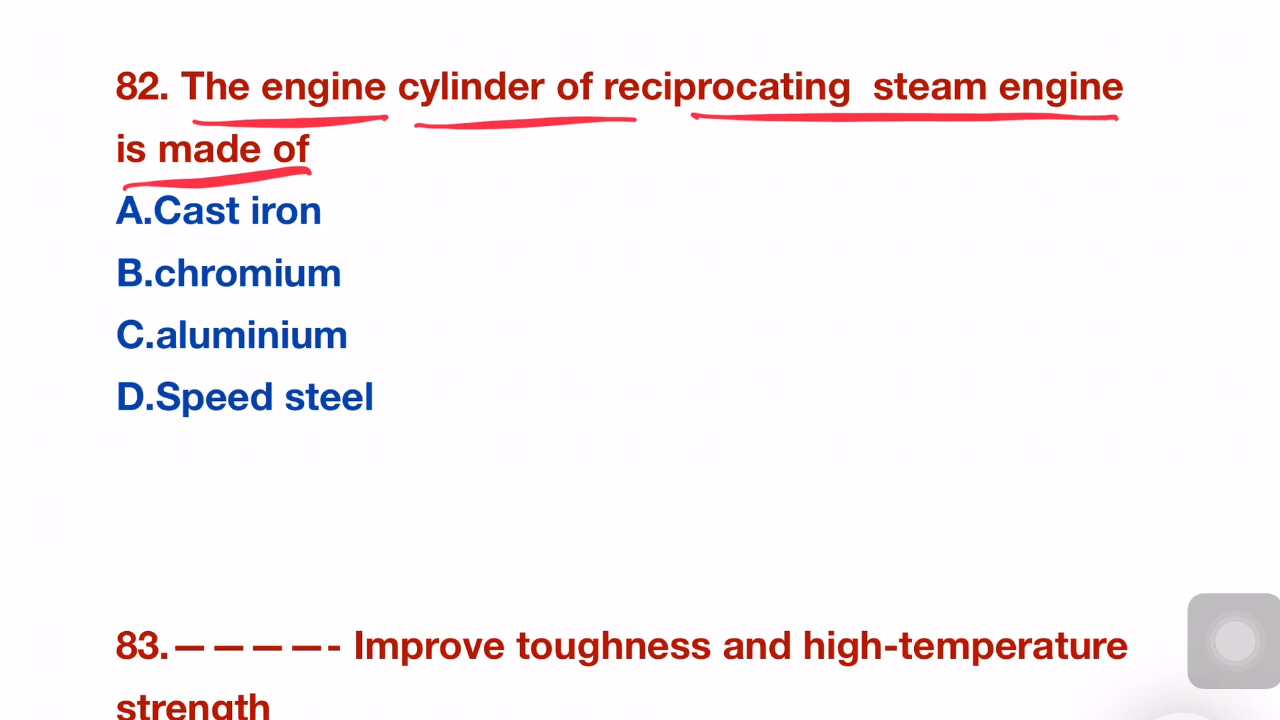 82. The engine cylinder of reciprocating  steam engine
is made of
A.Cast iron
B.chromium
C.aluminium
D.Speed steel
83.— — — —- Improve toughness and high-temperature
strength